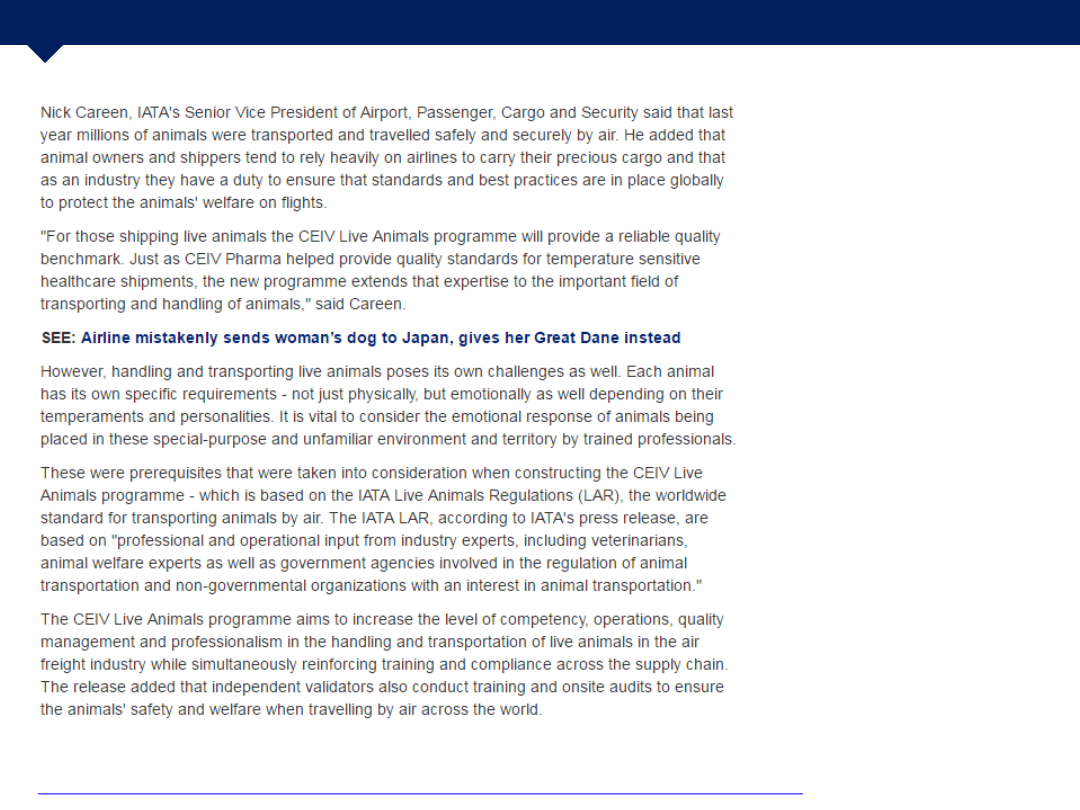 Nick Careen, IATA's Senior Vice President of Airport, Passenger, Cargo and Security said that last
year millions of animals were transported and travelled safely and securely by air. He added that
animal owners and shippers tend to rely heavily on airlines to carry their precious cargo and that
as an industry they have a duty to ensure that standards and best practices are in place globally
to protect the animals' welfare on flights.
"For those shipping live animals the CEIV Live Animals programme will provide a reliable quality
benchmark. Just as CEIV Pharma helped provide quality standards for temperature sensitive
healthcare shipments, the new programme extends that expertise to the important field of
transporting and handling of animals," said Careen.
SEE: Airline mistakenly sends woman’s dog to Japan, gives her Great Dane instead
However, handling and transporting live animals poses its own challenges as well. Each animal
has its own specific requirements - not just physically, but emotionally as well depending on their
temperaments and personalities. It is vital to consider the emotional response of animals being
placed in these special-purpose and unfamiliar environment and territory by trained professionals.
These were prerequisites that were taken into consideration when constructing the CEIV Live
Animals programme - which is based on the IATA Live Animals Regulations (LAR), the worldwide
standard for transporting animals by air. The IATA LAR, according to IATA's press release, are
based on "professional and operational input from industry experts, including veterinarians,
animal welfare experts as well as government agencies involved in the regulation of animal
transportation and non-governmental organizations with an interest in animal transportation."
The CEIV Live Animals programme aims to increase the level of competency, operations, quality
management and professionalism in the handling and transportation of live animals in the air
freight industry while simultaneously reinforcing training and compliance across the supply chain.
The release added that independent validators also conduct training and onsite audits to ensure
the animals' safety and welfare when travelling by air across the world.